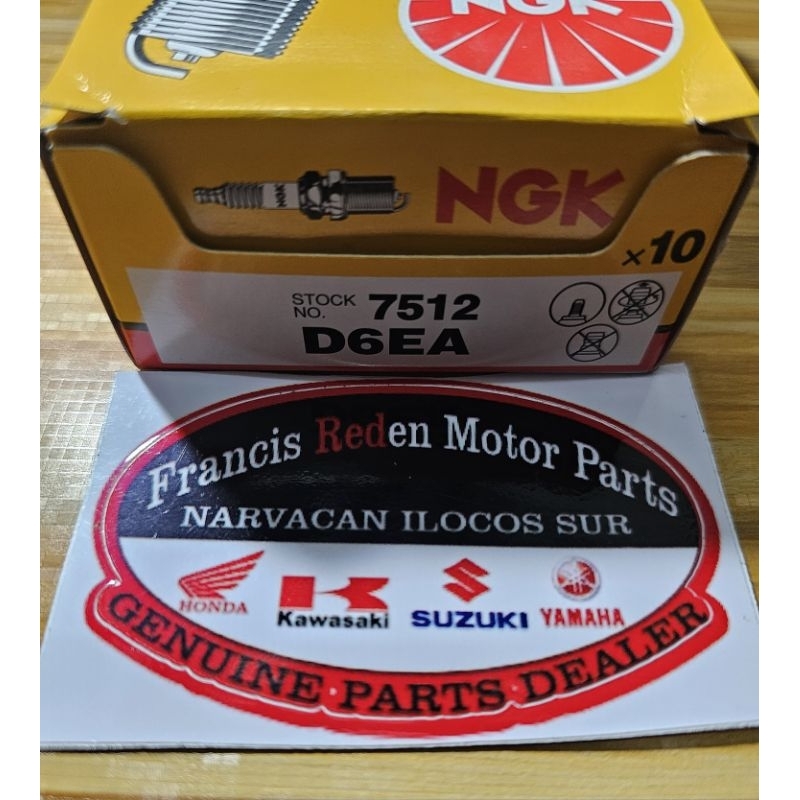 NGK
NGK
NGK
×10
STOCK NO. 7512
D6EA
Francis Reden Motor Parts
NARVACAN ILOCOS SUR
HONDA
Kawasaki
SUZUKI
YAMAHA
GENUINE PARTS DEALER